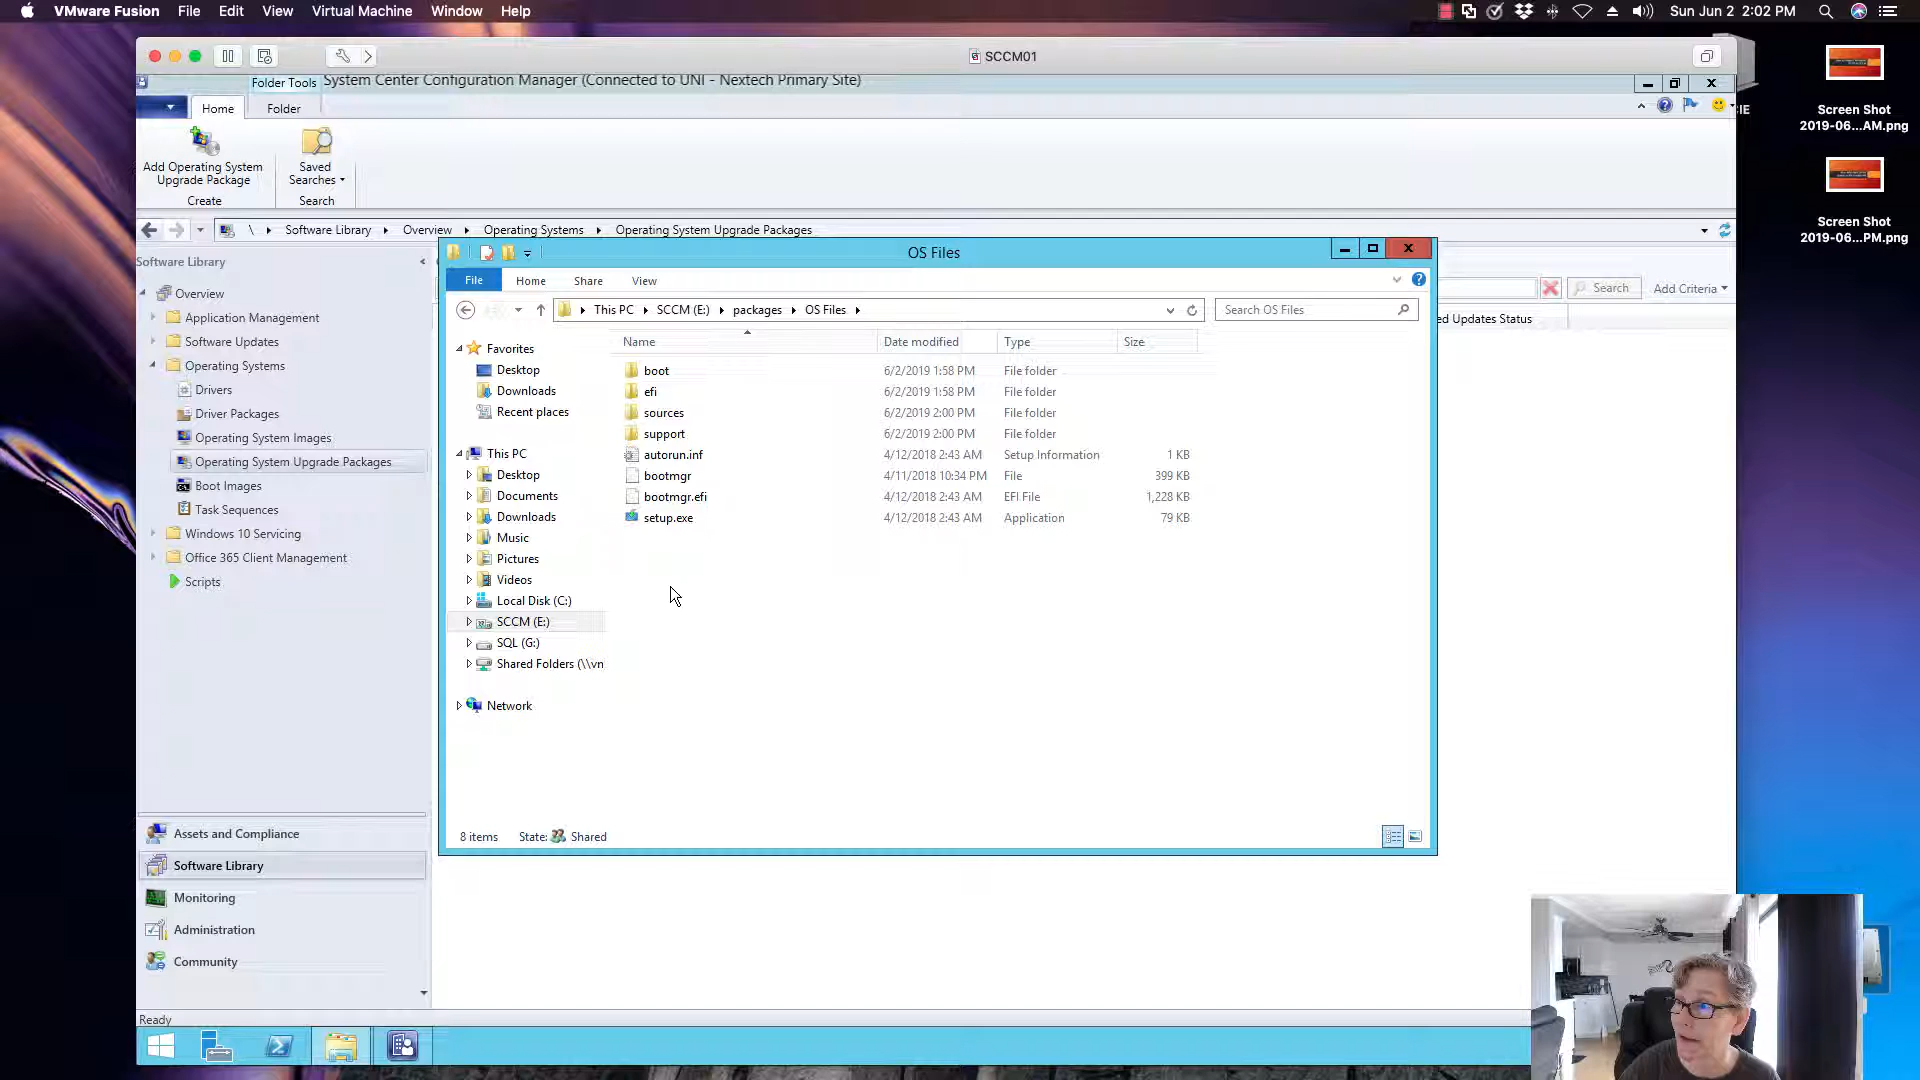 VMware Fusion File Edit View Virtual Machine Window Help Sun Jun 2 2:02 PM
SCCM01
Folder Tools System Center Configuration Manager (Connected to UNI - Nextech Primary Site)
Home Folder
Add Operating System
Upgrade Package
Saved
Searches
Create
Search
\ Software Library Overview Operating Systems Operating System Upgrade Packages
Software Library
Overview
Application Management
Software Updates
Operating Systems
Drivers
Driver Packages
Operating System Images
Operating System Upgrade Packages
Boot Images
Task Sequences
Windows 10 Servicing
Office 365 Client Management
Scripts
Assets and Compliance
Software Library
Monitoring
Administration
Community
Ready
OS Files
File Home Share View
This PC SCCM (E:) packages OS Files
Search OS Files
Favorites
Desktop
Downloads
Recent places
This PC
Desktop
Documents
Downloads
Music
Pictures
Videos
Local Disk (C:)
SCCM (E:)
SQL (G:)
Shared Folders (\\vn
Network
Name Date modified Type Size
boot 6/2/2019 1:58 PM File folder
efi 6/2/2019 1:58 PM File folder
sources 6/2/2019 2:00 PM File folder
support 6/2/2019 2:00 PM File folder
autorun.inf 4/12/2018 2:43 AM Setup Information 1 KB
bootmgr 4/11/2018 10:34 PM File 399 KB
bootmgr.efi 4/12/2018 2:43 AM EFI File 1,228 KB
setup.exe 4/12/2018 2:43 AM Application 79 KB
8 items State: Shared
Search Add Criteria
ed Updates Status
CIE
Screen Shot
2019-06...AM.png
Screen Shot
2019-06...PM.png